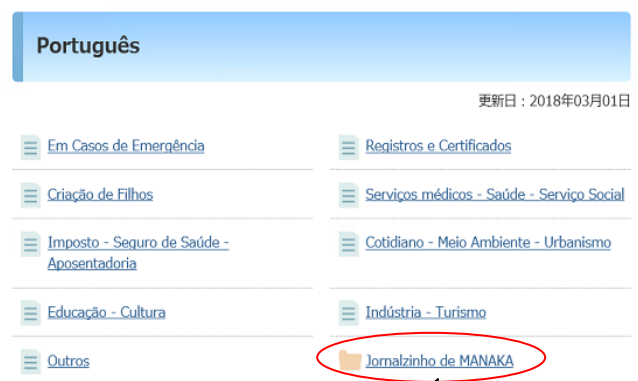 Português
更新日：2018年03月01日
Em Casos de Emergência
Registros e Certificados
Criação de Filhos
Serviços médicos - Saúde - Serviço Social
Imposto - Seguro de Saúde -
Aposentadoria
Cotidiano - Meio Ambiente - Urbanismo
Educação - Cultura
Indústria - Turismo
Outros
Jornalzinho de MANAKA